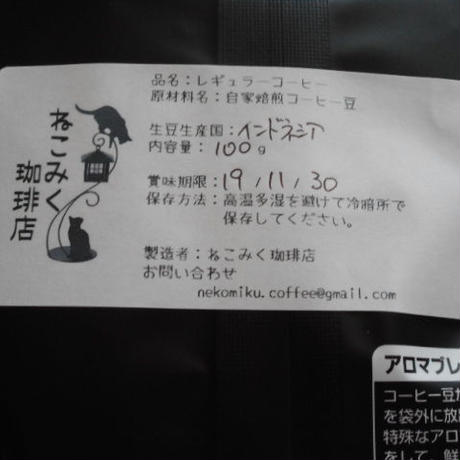 ねこみく
珈琲店
品名：レギュラーコーヒー
原材料名：自家焙煎コーヒー豆
生豆生産国：インドネシア
内容量：100g
賞味期限：19/11/30
保存方法：高温多湿を避けて冷暗所で
保存してください。
製造者：ねこみく珈琲店
お問い合わせ
nekomiku.coffee@gmail.com
アロマブレ
コーヒー豆か
を袋外に放
特殊なアロ
をして、鮮